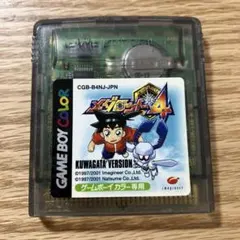 CGB-B4NJ-JPN
GAME BOY COLOR
メダロット4
KUWAGATA VERSION
©1997/2001 Imagineer Co.,Ltd.
©1997/2001 Natsume Co.,Ltd.
ゲームボーイカラー専用
imagineer